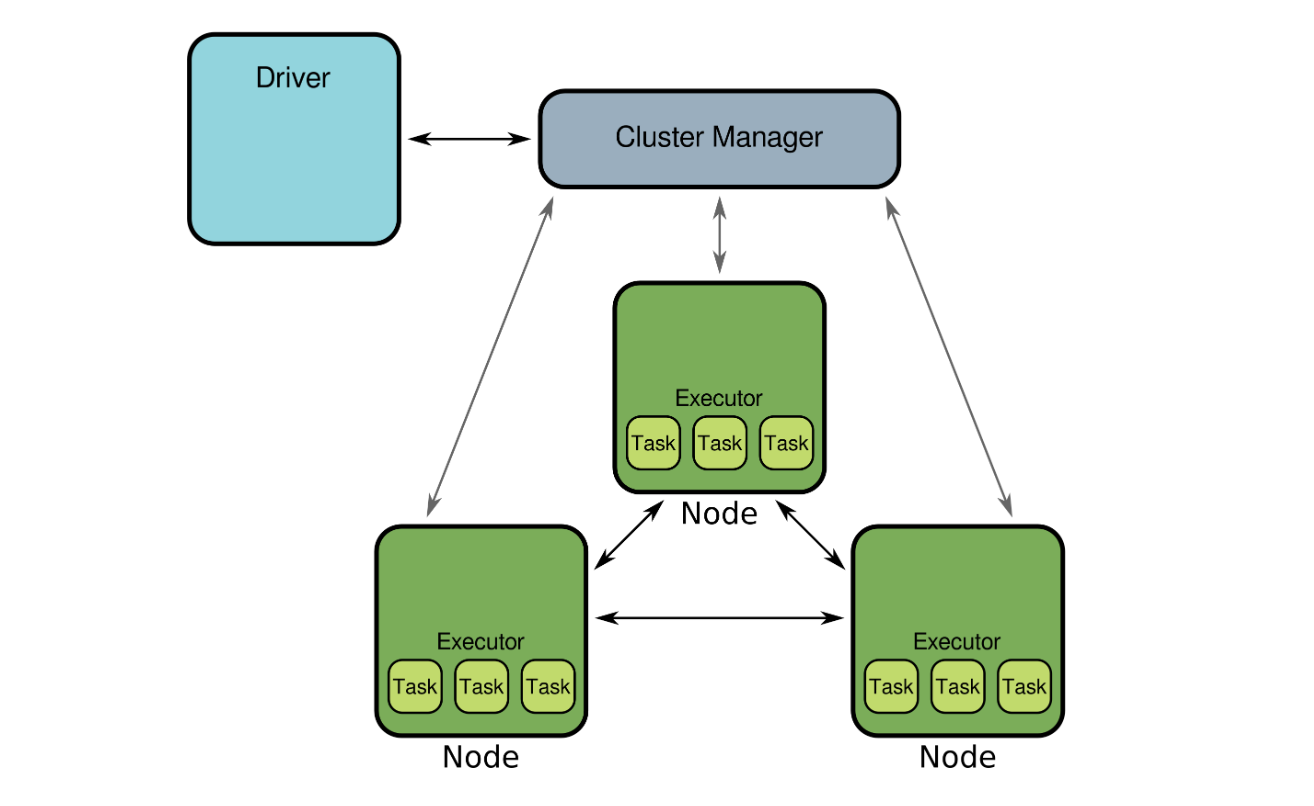 Driver
Cluster Manager
Executor
Task Task Task
Node
Executor
Task Task Task
Node
Executor
Task Task Task
Node